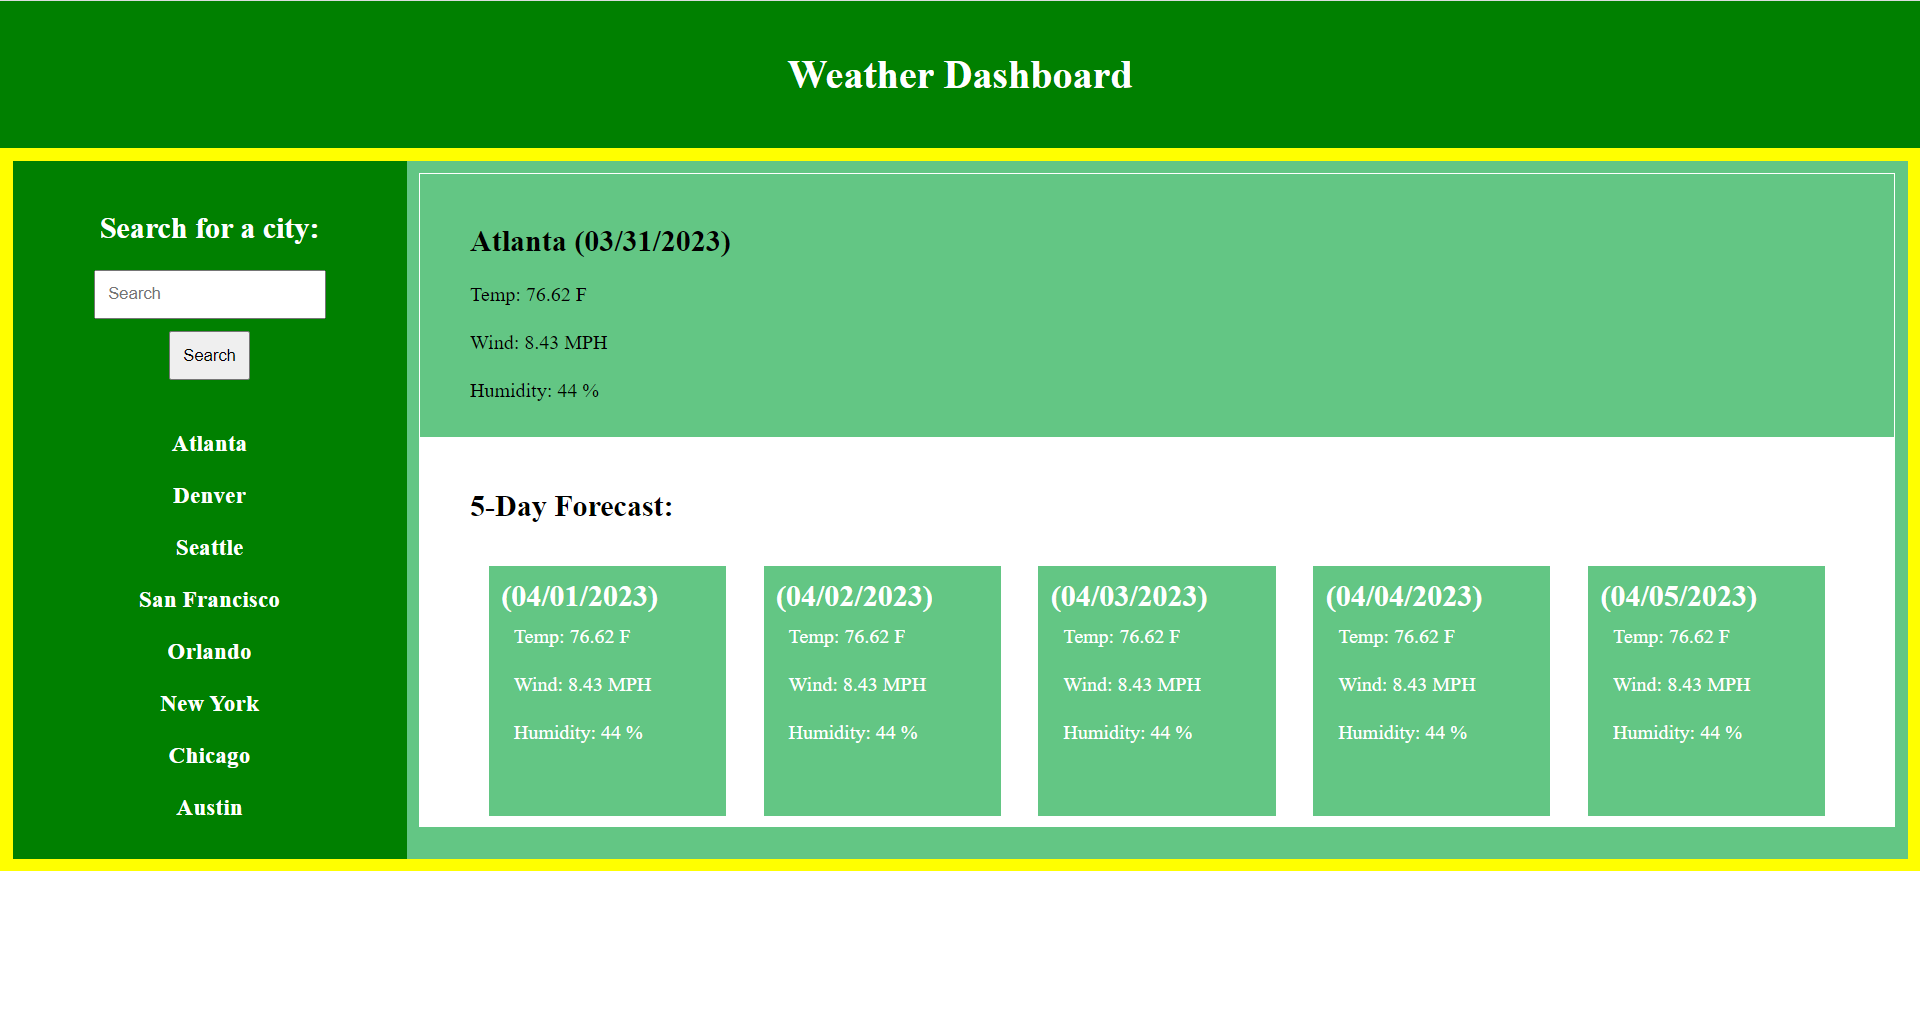 Weather Dashboard
Search for a city:
Search
Search
Atlanta
Denver
Seattle
San Francisco
Orlando
New York
Chicago
Austin
Atlanta (03/31/2023)
Temp: 76.62 F
Wind: 8.43 MPH
Humidity: 44 %
5-Day Forecast:
(04/01/2023)
Temp: 76.62 F
Wind: 8.43 MPH
Humidity: 44 %
(04/02/2023)
Temp: 76.62 F
Wind: 8.43 MPH
Humidity: 44 %
(04/03/2023)
Temp: 76.62 F
Wind: 8.43 MPH
Humidity: 44 %
(04/04/2023)
Temp: 76.62 F
Wind: 8.43 MPH
Humidity: 44 %
(04/05/2023)
Temp: 76.62 F
Wind: 8.43 MPH
Humidity: 44 %